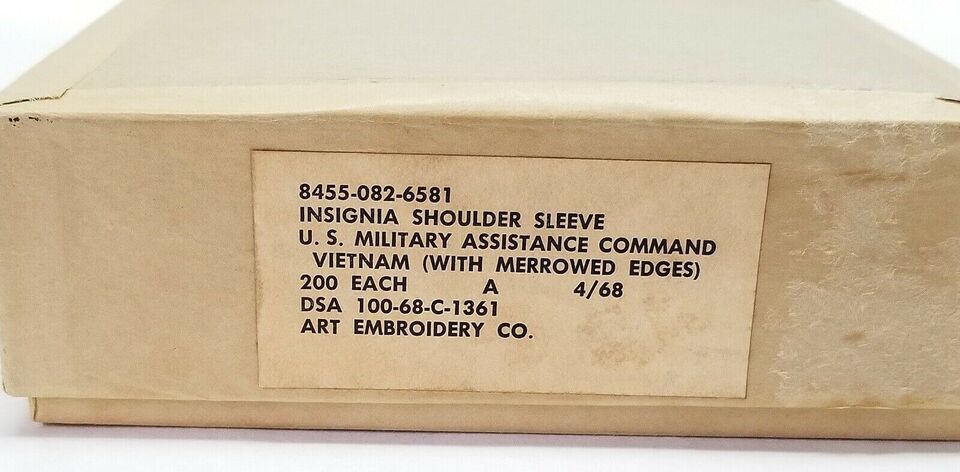 8455-082-6581
INSIGNIA SHOULDER SLEEVE
U. S. MILITARY ASSISTANCE COMMAND
VIETNAM (WITH MERROWED EDGES)
200 EACH A 4/68
DSA 100-68-C-1361
ART EMBROIDERY CO.